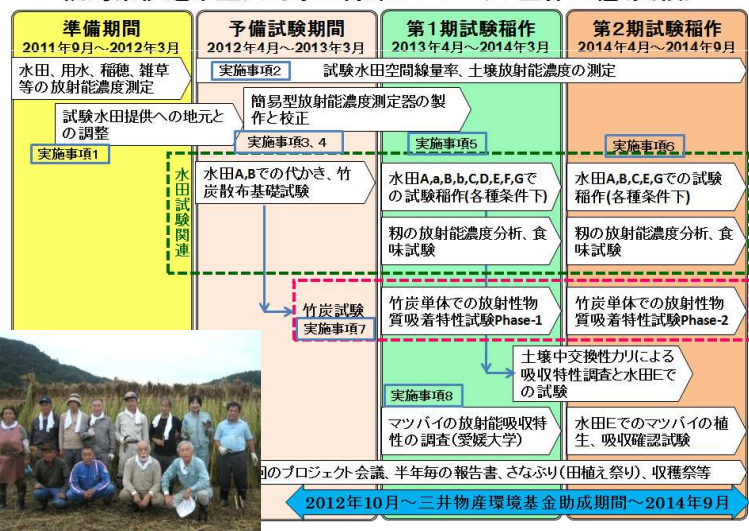 準備期間
2011年9月～2012年3月
予備試験期間
2012年4月～2013年3月
第1期試験稲作
2013年4月～2014年3月
第2期試験稲作
2014年4月～2014年9月
水田、用水、稲穂、雑草
等の放射能濃度測定
実施事項2
試験水田空間線量率、土壌放射能濃度の測定
試験水田提供への地元と
の調整
簡易型放射能濃度測定器の製
作と校正
実施事項1
実施事項3、4
実施事項5
実施事項6
水田試験関連
水田A,Bでの代かき、竹
炭散布基礎試験
水田A,a,B,b,C,D,E,F,Gで
の試験稲作(各種条件下)
水田A,B,C,E,Gでの試験
稲作(各種条件下)
籾の放射能濃度分析、食
味試験
籾の放射能濃度分析、食
味試験
竹炭試験
実施事項7
竹炭単体での放射性物
質吸着特性試験Phase-1
竹炭単体での放射性物
質吸着特性試験Phase-2
土壌中交換性カリによる
吸収特性調査と水田Eで
の試験
実施事項8
マツバイの放射能吸収特
性の調査(愛媛大学)
水田Eでのマツバイの植
生、吸収確認試験
回のプロジェクト会議、半年毎の報告書、さなぶり(田植え祭り)、収穫祭等
2012年10月～三井物産環境基金助成期間～2014年9月